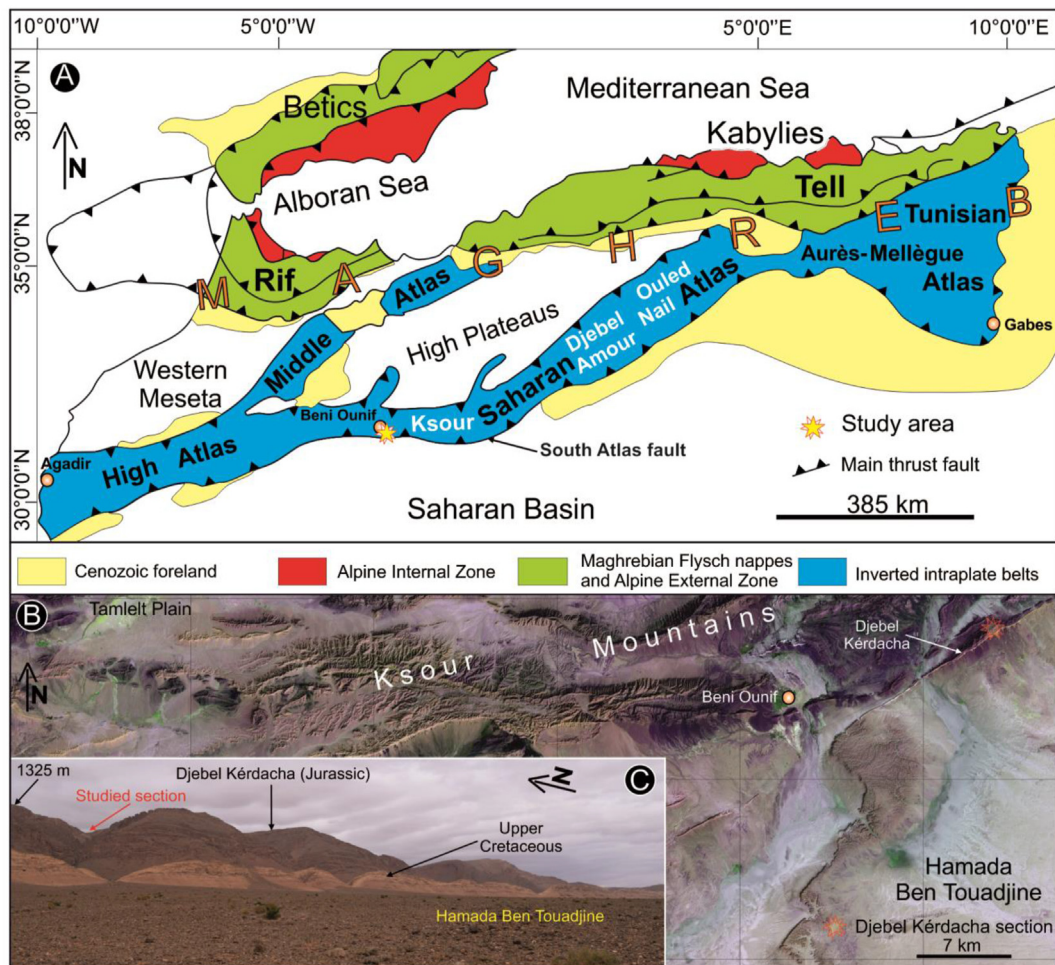 10°0'0"W
5°0'0"W
5°0'0"E
10°0'0"E
A
38°0'0"N
35°0'0"N
30°0'0"N
N
Betics
Mediterranean Sea
Kabylies
Alboran Sea
Tell
Rif
M A G H R E B
Tunisian
Atlas
Aurès-Mellègue
Middle
Atlas
High Plateaus
Ouled
Nail
Djebel
Amour
Saharan
Atlas
Gabes
Western
Meseta
Beni Ounif
Ksour
South Atlas fault
High Atlas
Agadir
Saharan Basin
Study area
Main thrust fault
385 km
Cenozoic foreland
Alpine Internal Zone
Maghrebian Flysch nappes
and Alpine External Zone
Inverted intraplate belts
B
Tamlelt Plain
N
Ksour Mountains
Djebel
Kérdacha
Beni Ounif
Hamada
Ben Touadjine
Djebel Kérdacha section
7 km
C
N
1325 m
Djebel Kérdacha (Jurassic)
Studied section
Upper
Cretaceous
Hamada Ben Touadjine